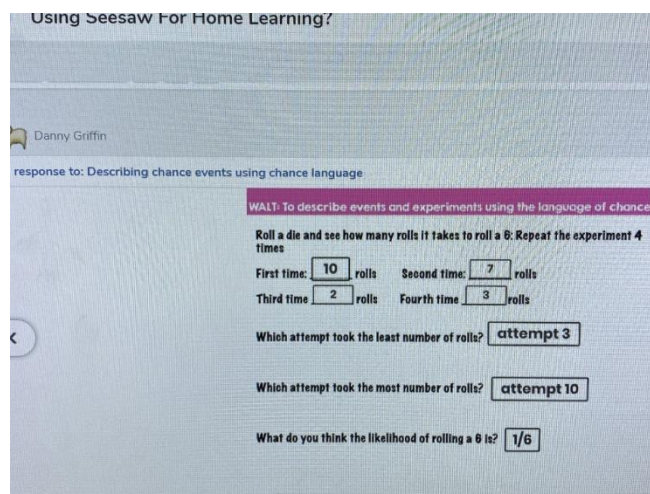 Using Seesaw For Home Learning?
Danny Griffin
response to: Describing chance events using chance language
WALT: To describe events and experiments using the language of chance
Roll a die and see how many rolls it takes to roll a 6: Repeat the experiment 4
times
First time: 10 rolls Second time: 7 rolls
Third time 2 rolls Fourth time 3 rolls
Which attempt took the least number of rolls? attempt 3
Which attempt took the most number of rolls? attempt 10
What do you think the likelihood of rolling a 6 is? 1/6